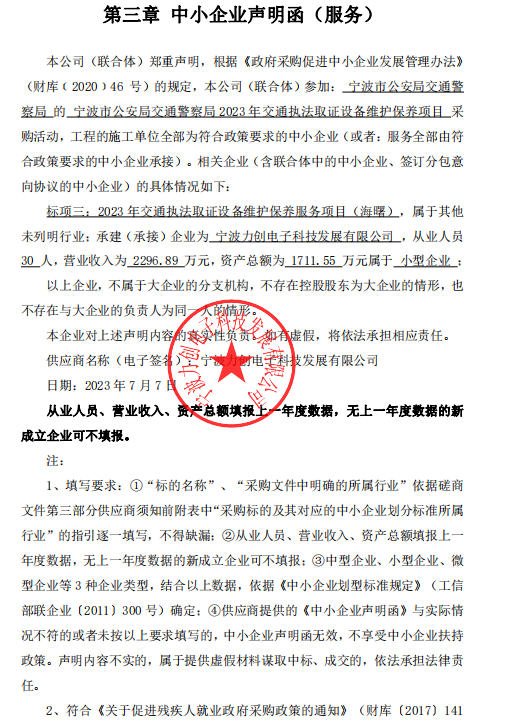 第三章 中小企业声明函（服务）
本公司（联合体）郑重声明，根据《政府采购促进中小企业发展管理办法》
（财库﹝2020﹞46 号）的规定，本公司（联合体）参加：宁波市公安局交通警
察局 的 宁波市公安局交通警察局 2023 年交通执法取证设备维护保养项目 采
购活动，工程的施工单位全部为符合政策要求的中小企业（或者：服务全部由符
合政策要求的中小企业承接）。相关企业（含联合体中的中小企业、签订分包意
向协议的中小企业）的具体情况如下：
标项三：2023 年交通执法取证设备维护保养服务项目（海曙），属于其他
未列明行业；承建（承接）企业为 宁波力创电子科技发展有限公司 ，从业人员
30 人，营业收入为 2296.89 万元，资产总额为 1711.55 万元属于 小型企业 ；
以上企业，不属于大企业的分支机构，不存在控股股东为大企业的情形，也
不存在与大企业的负责人为同一人的情形。
本企业对上述声明内容的真实性负责。如有虚假，将依法承担相应责任。
供应商名称（电子签名）：宁波力创电子科技发展有限公司
日期：2023 年 7 月 7 日
宁波力创电子科技发展有限公司
从业人员、营业收入、资产总额填报上一年度数据，无上一年度数据的新
成立企业可不填报。
注：
1、填写要求：①“标的名称”、“采购文件中明确的所属行业”依据磋商
文件第三部分供应商须知前附表中“采购标的及其对应的中小企业划分标准所属
行业”的指引逐一填写，不得缺漏；②从业人员、营业收入、资产总额填报上一
年度数据，无上一年度数据的新成立企业可不填报；③中型企业、小型企业、微
型企业等 3 种企业类型，结合以上数据，依据《中小企业划型标准规定》（工信
部联企业〔2011〕300 号）确定；④供应商提供的《中小企业声明函》与实际情
况不符的或者未按以上要求填写的，中小企业声明函无效，不享受中小企业扶持
政策。声明内容不实的，属于提供虚假材料谋取中标、成交的，依法承担法律责
任。
2、符合《关于促进残疾人就业政府采购政策的通知》（财库〔2017〕141